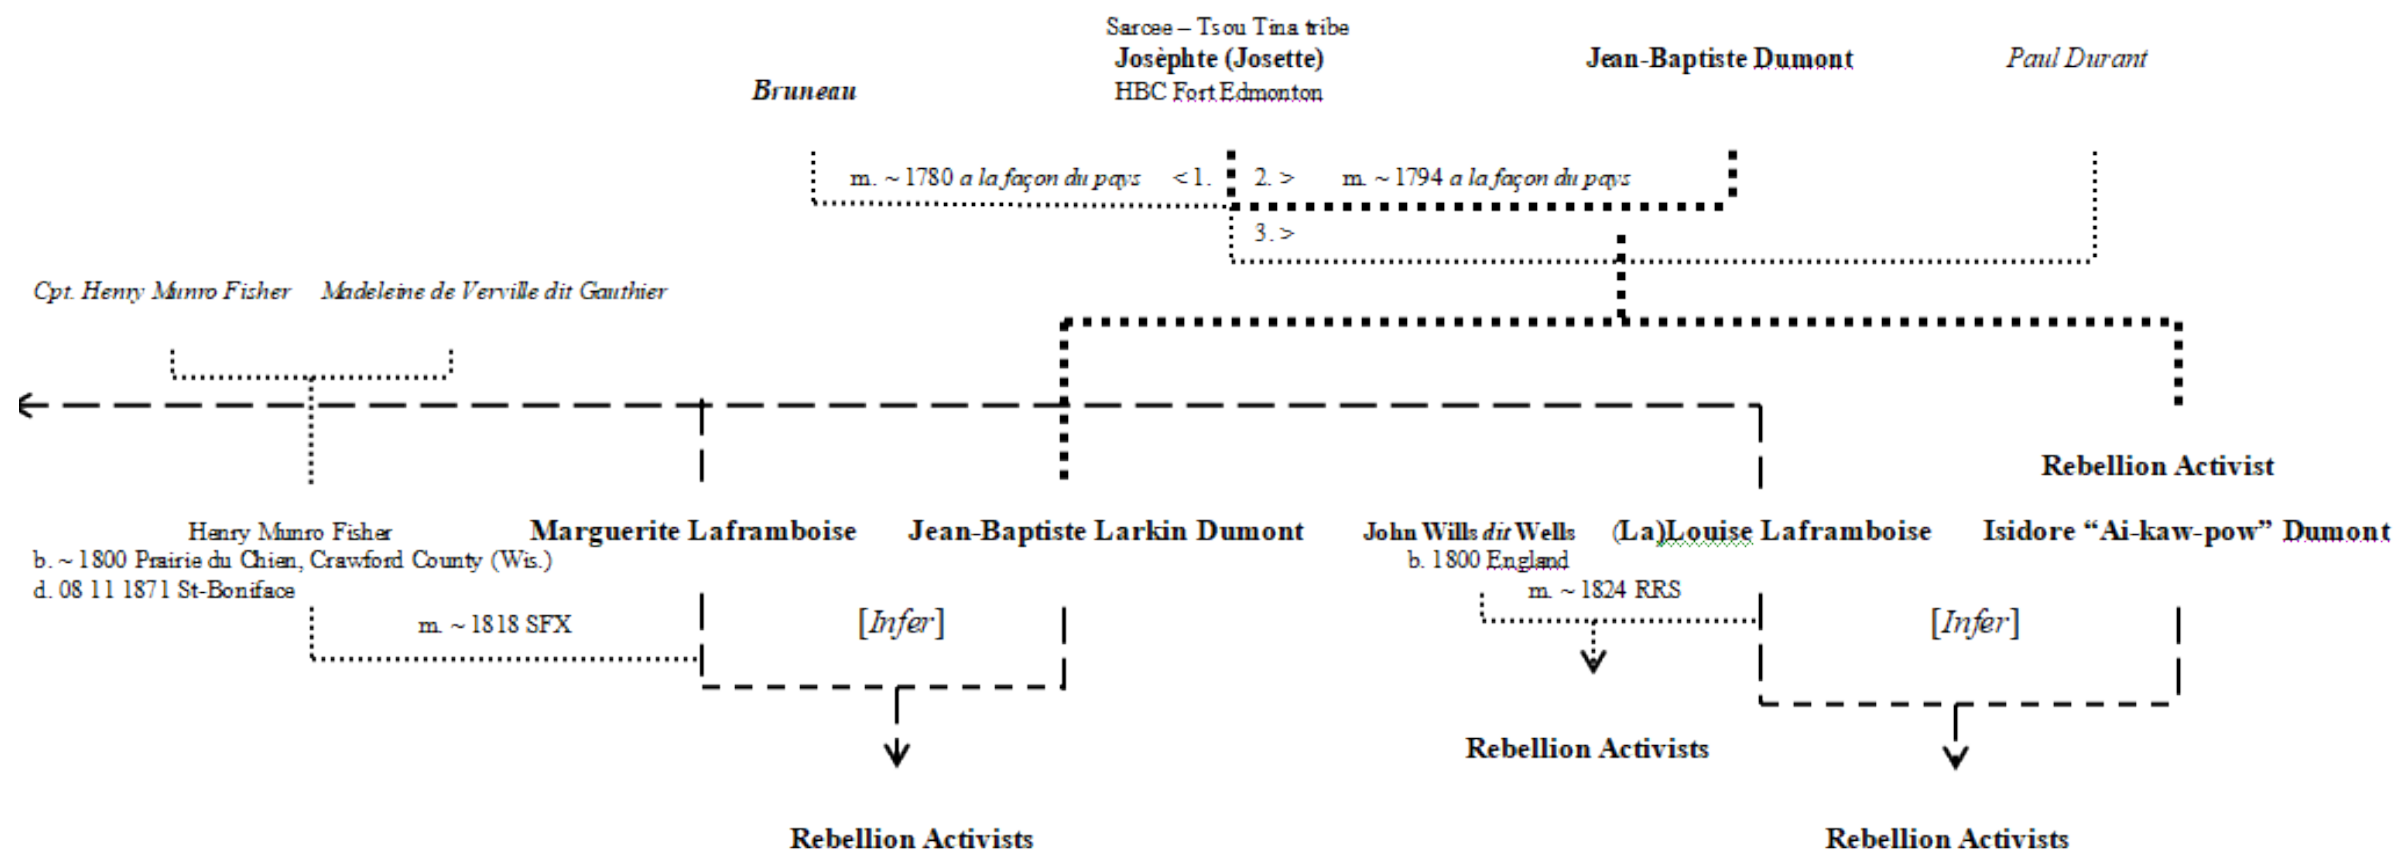 Sarcee – Tsou Tina tribe
Josèphte (Josette)
HBC Fort Edmonton
Bruneau
Jean-Baptiste Dumont
Paul Durant
m. ~ 1780 a la façon du pays < 1.
2. > m. ~ 1794 a la façon du pays
3. >
Cpt. Henry Munro Fisher
Madeleine de Verville dit Gauthier
Rebellion Activist
Henry Munro Fisher
b. ~ 1800 Prairie du Chien, Crawford County (Wis.)
d. 08 11 1871 St-Boniface
Marguerite Laframboise
Jean-Baptiste Larkin Dumont
John Wills dit Wells
b. 1800 England
(La)Louise Laframboise
Isidore “Ai-kaw-pow” Dumont
m. ~ 1824 RRS
m. ~ 1818 SFX
[Infer]
[Infer]
Rebellion Activists
Rebellion Activists
Rebellion Activists